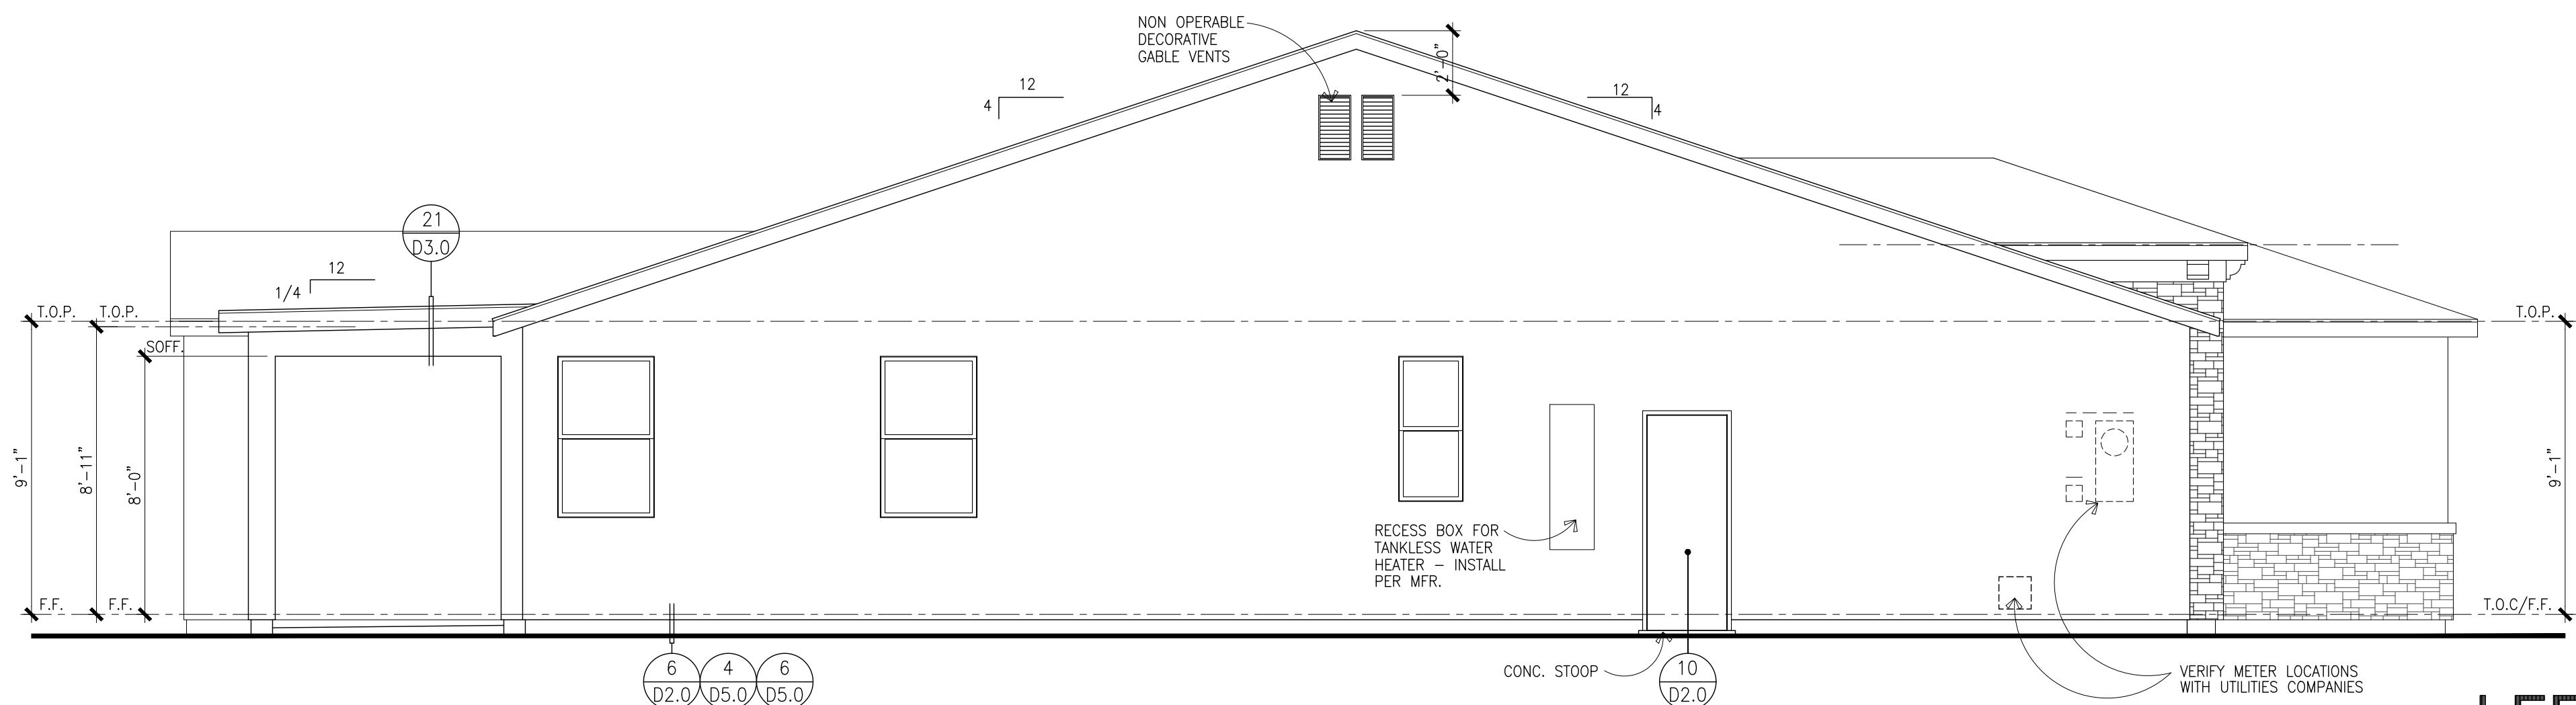 NON OPERABLE
DECORATIVE
GABLE VENTS
2'-0"
12
4
12
4
21
D3.0
12
1/4
T.O.P.
T.O.P.
T.O.P.
SOFF.
9'-1"
8'-11"
8'-0"
9'-1"
RECESS BOX FOR
TANKLESS WATER
HEATER – INSTALL
PER MFR.
F.F.
F.F.
T.O.C/F.F.
6
D2.0
4
D5.0
6
D5.0
CONC. STOOP
10
D2.0
VERIFY METER LOCATIONS
WITH UTILITIES COMPANIES